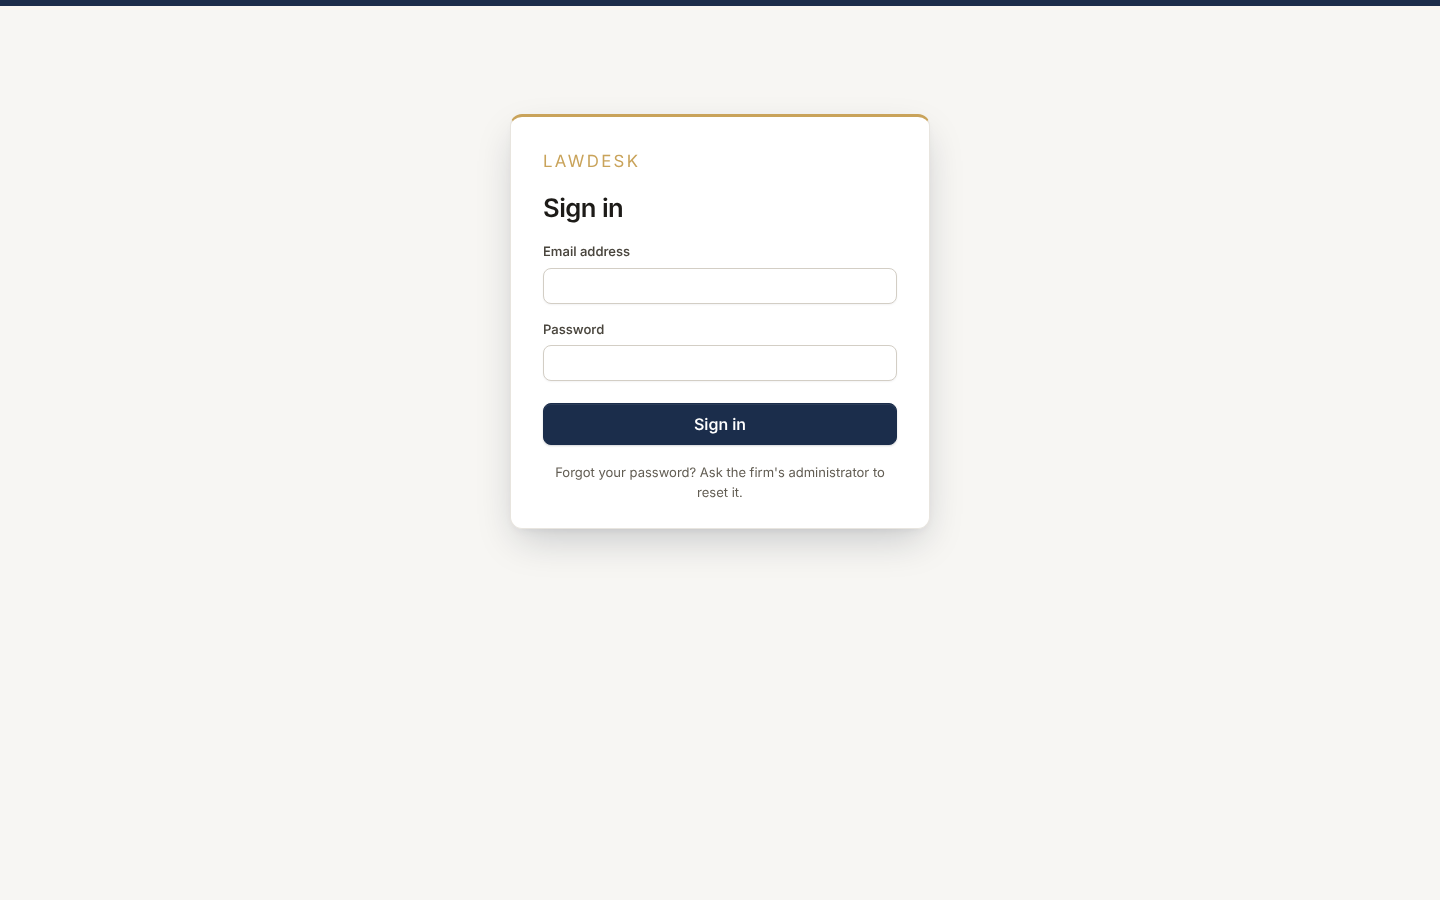 LAWDESK
Sign in
Email address
Password
Sign in
Forgot your password? Ask the firm's administrator to
reset it.